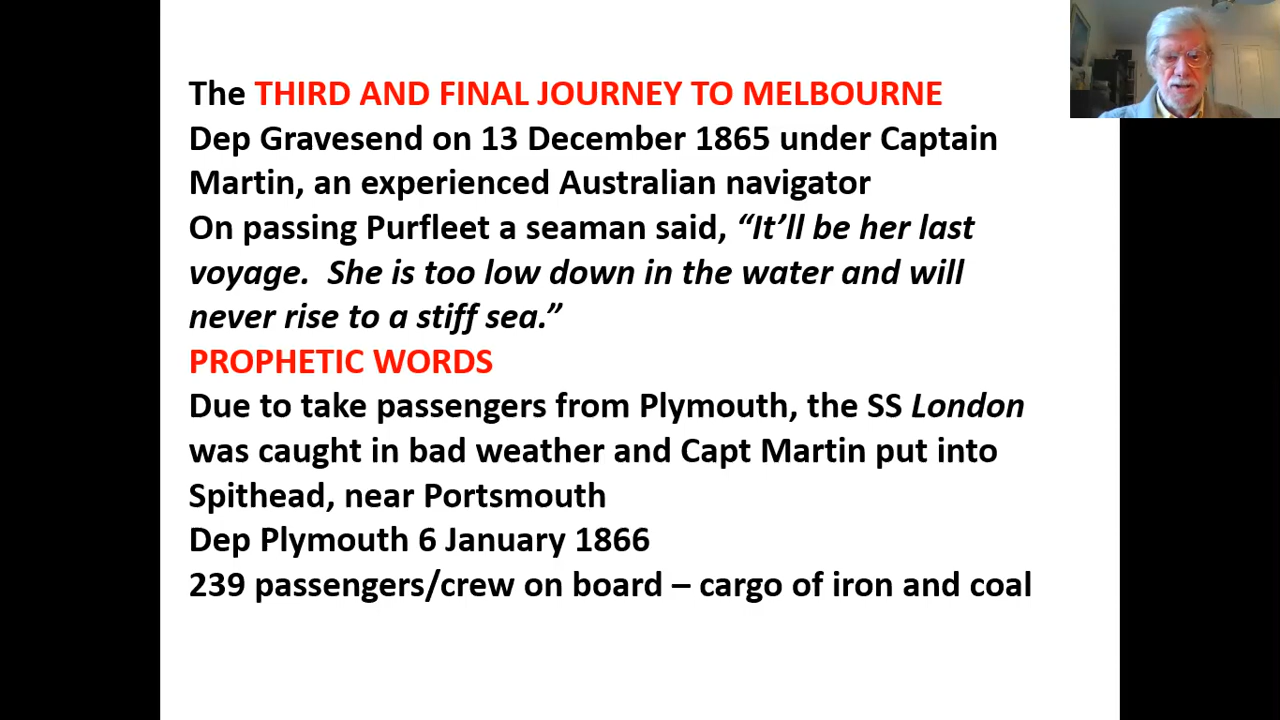 The THIRD AND FINAL JOURNEY TO MELBOURNE
Dep Gravesend on 13 December 1865 under Captain
Martin, an experienced Australian navigator
On passing Purfleet a seaman said, “It’ll be her last
voyage.  She is too low down in the water and will
never rise to a stiff sea.”
PROPHETIC WORDS
Due to take passengers from Plymouth, the SS London
was caught in bad weather and Capt Martin put into
Spithead, near Portsmouth
Dep Plymouth 6 January 1866
239 passengers/crew on board – cargo of iron and coal